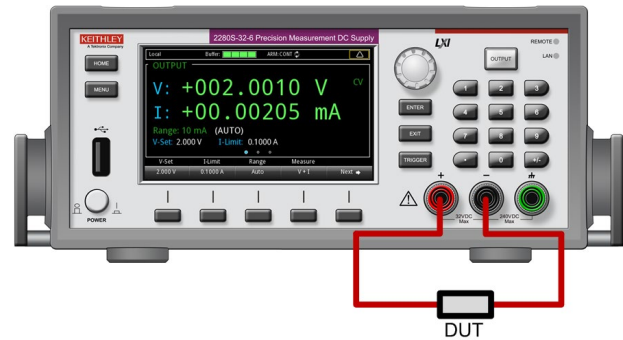 KEITHLEY
A Tektronix Company
2280S-32-6 Precision Measurement DC Supply
LXI
REMOTE
LAN
HOME
MENU
POWER
Local
Buffer:
ARM:CONT
OUTPUT
V: +002.0010 V
CV
I: +00.00205 mA
Range: 10 mA (AUTO)
V-Set: 2.000 V I-Limit: 0.1000 A
V-Set I-Limit Range Measure
2.000 V 0.1000 A Auto V + I Next
OUTPUT
ENTER
EXIT
TRIGGER
1 2 3
4 5 6
7 8 9
0 +/-
+ −
32VDC Max
240VDC Max
DUT